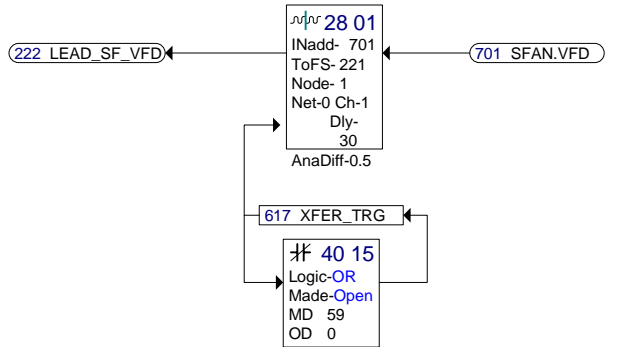 28 01
222 LEAD_SF_VFD
INadd- 701
701 SFAN.VFD
ToFS- 221
Node- 1
Net-0 Ch-1
Dly-
30
AnaDiff-0.5
617 XFER_TRG
40 15
Logic-OR
Made-Open
MD 59
OD 0